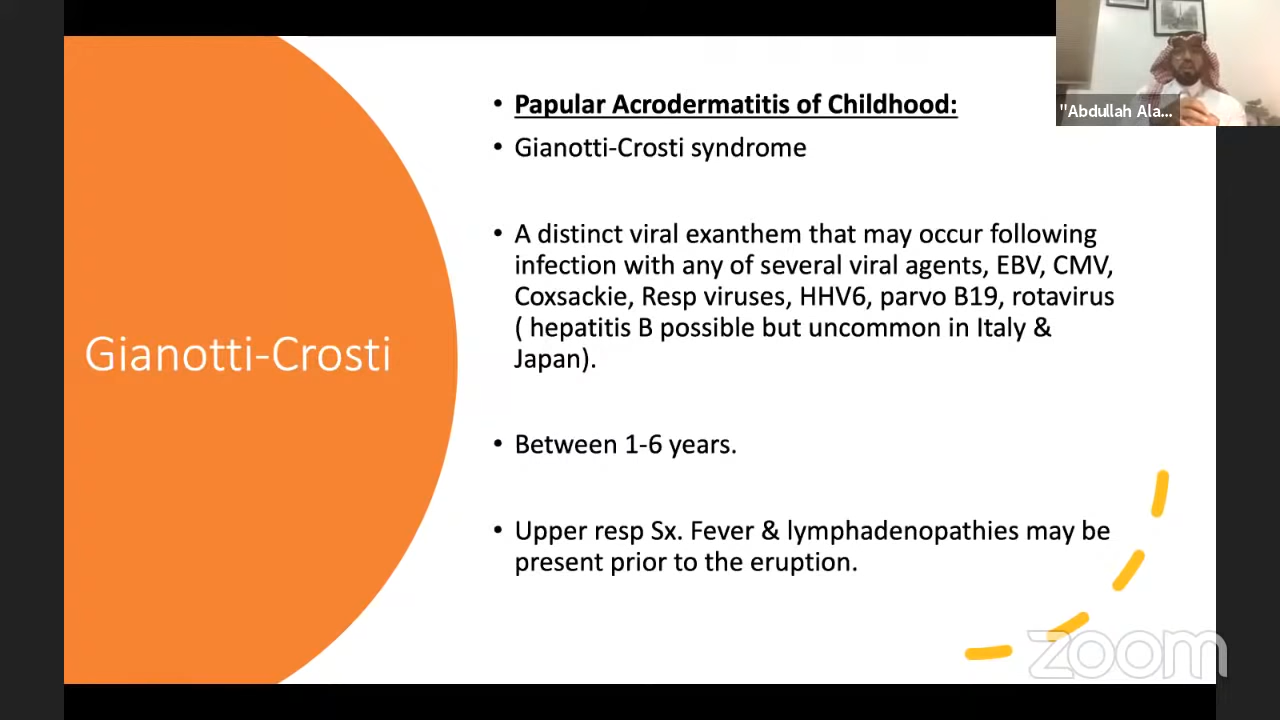 Gianotti-Crosti
• Papular Acrodermatitis of Childhood:
• Gianotti-Crosti syndrome
• A distinct viral exanthem that may occur following
infection with any of several viral agents, EBV, CMV,
Coxsackie, Resp viruses, HHV6, parvo B19, rotavirus
( hepatitis B possible but uncommon in Italy &
Japan).
• Between 1-6 years.
• Upper resp Sx. Fever & lymphadenopathies may be
present prior to the eruption.
"Abdullah Ala...
zoom